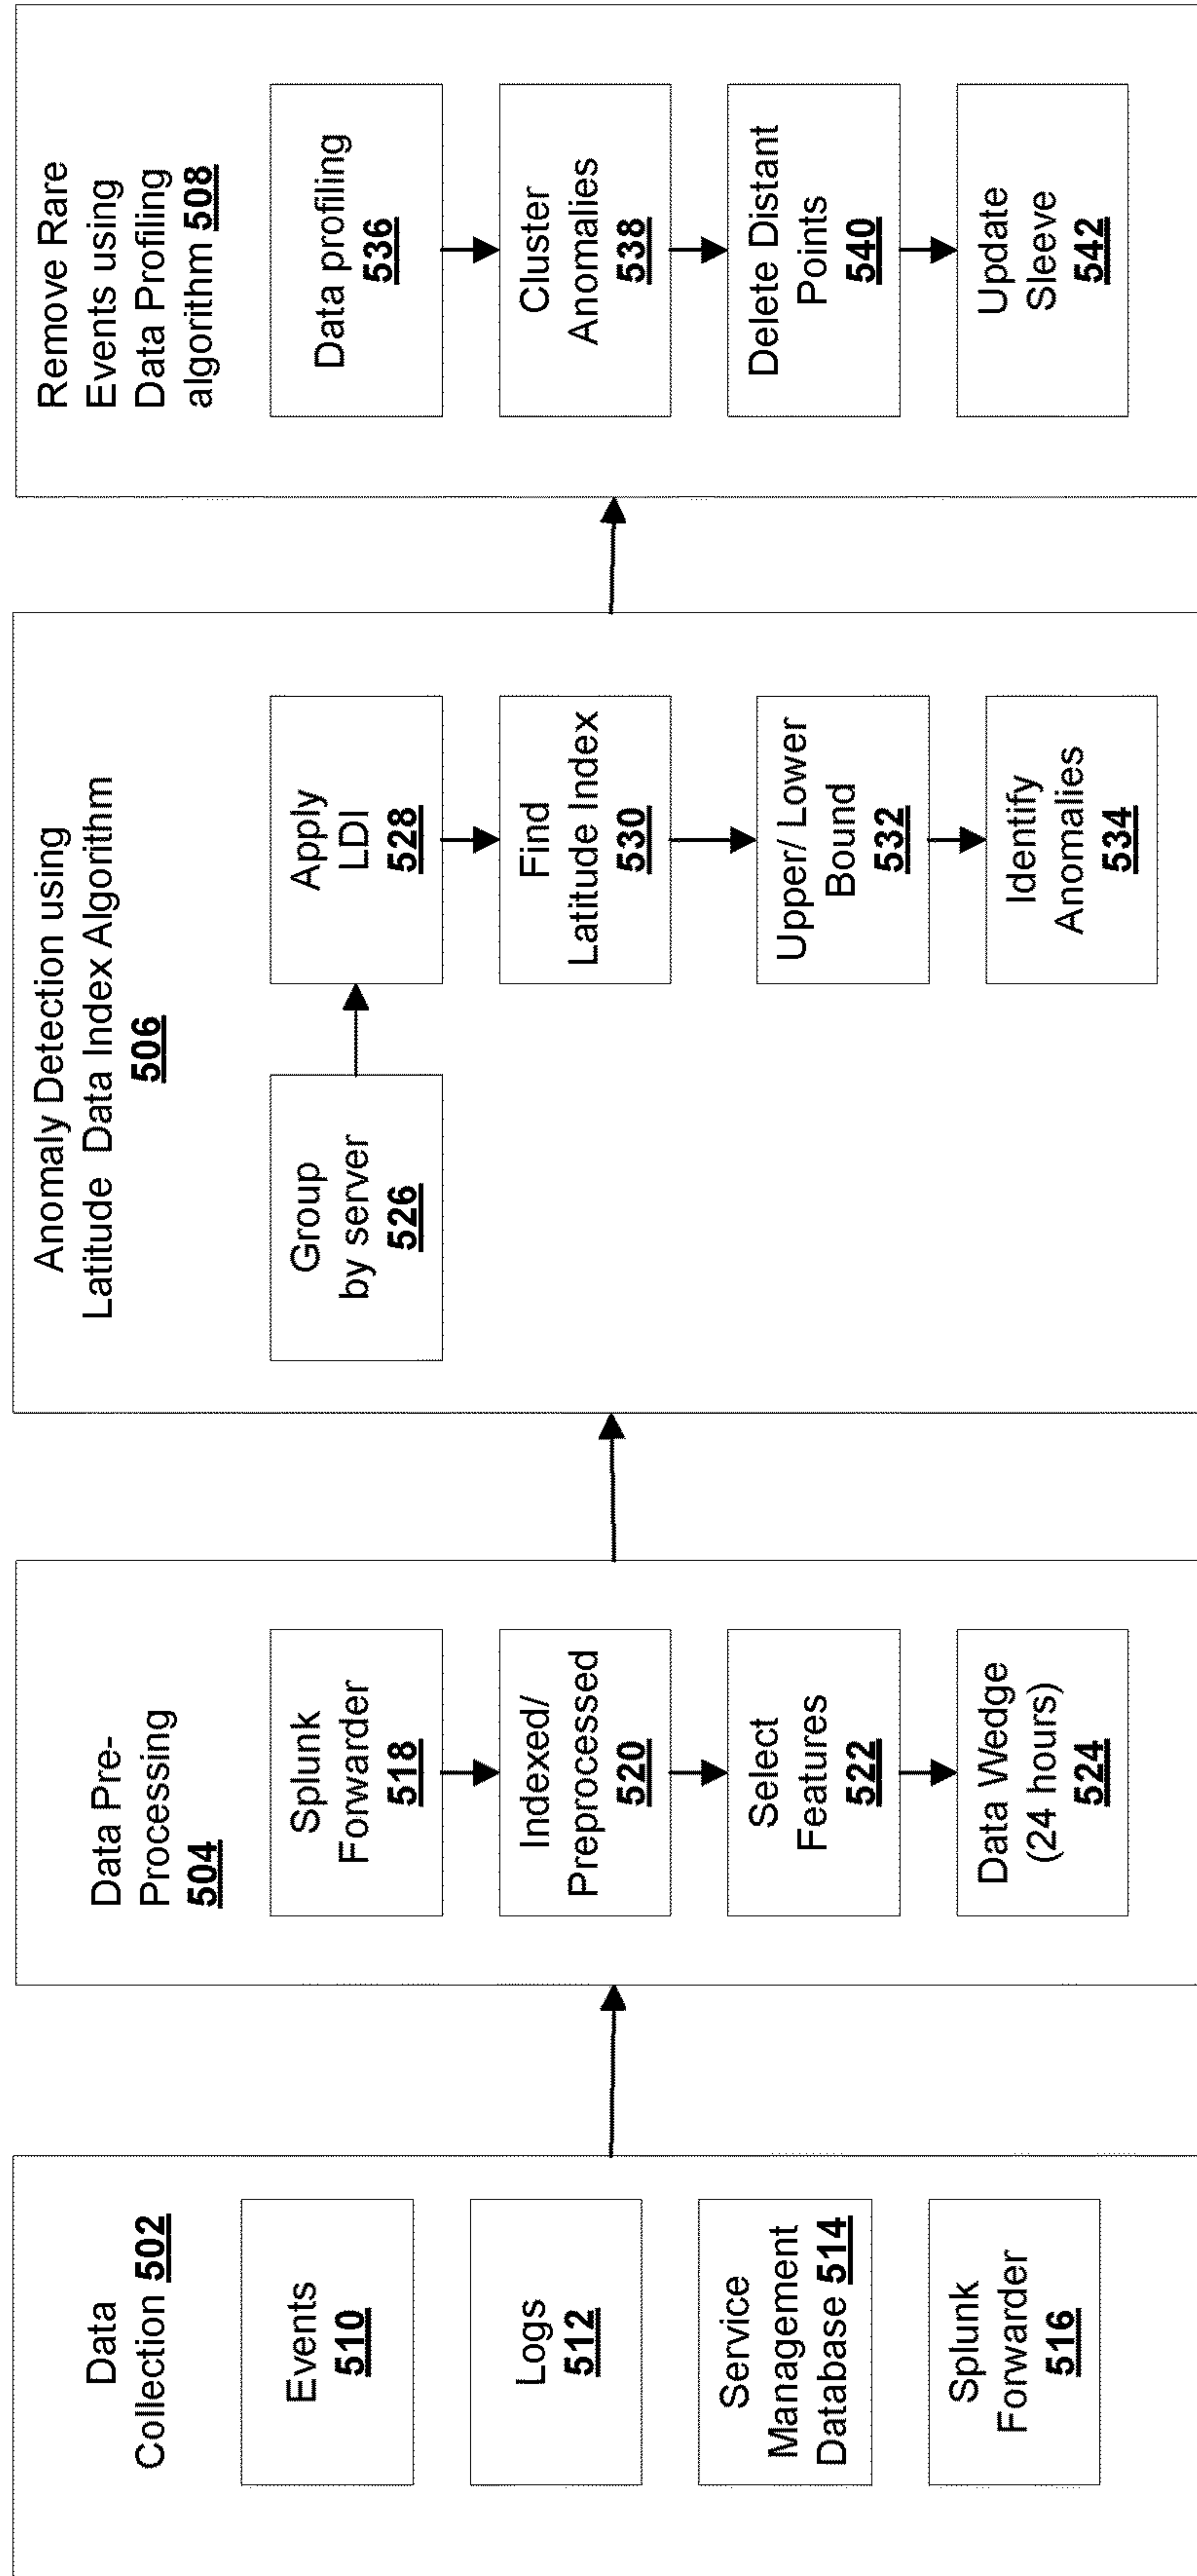 Data
Collection 502
Events
510
Logs
512
Service
Management
Database 514
Splunk
Forwarder
516
Data Pre-
Processing
504
Splunk
Forwarder
518
Indexed/
Preprocessed
520
Select
Features
522
Data Wedge
(24 hours)
524
Anomaly Detection using
Latitude Data Index Algorithm
506
Group
by server
526
Apply
LDI
528
Find
Latitude Index
530
Upper/ Lower
Bound
532
Identify
Anomalies
534
Remove Rare
Events using
Data Profiling
algorithm 508
Data profiling
536
Cluster
Anomalies
538
Delete Distant
Points
540
Update
Sleeve
542